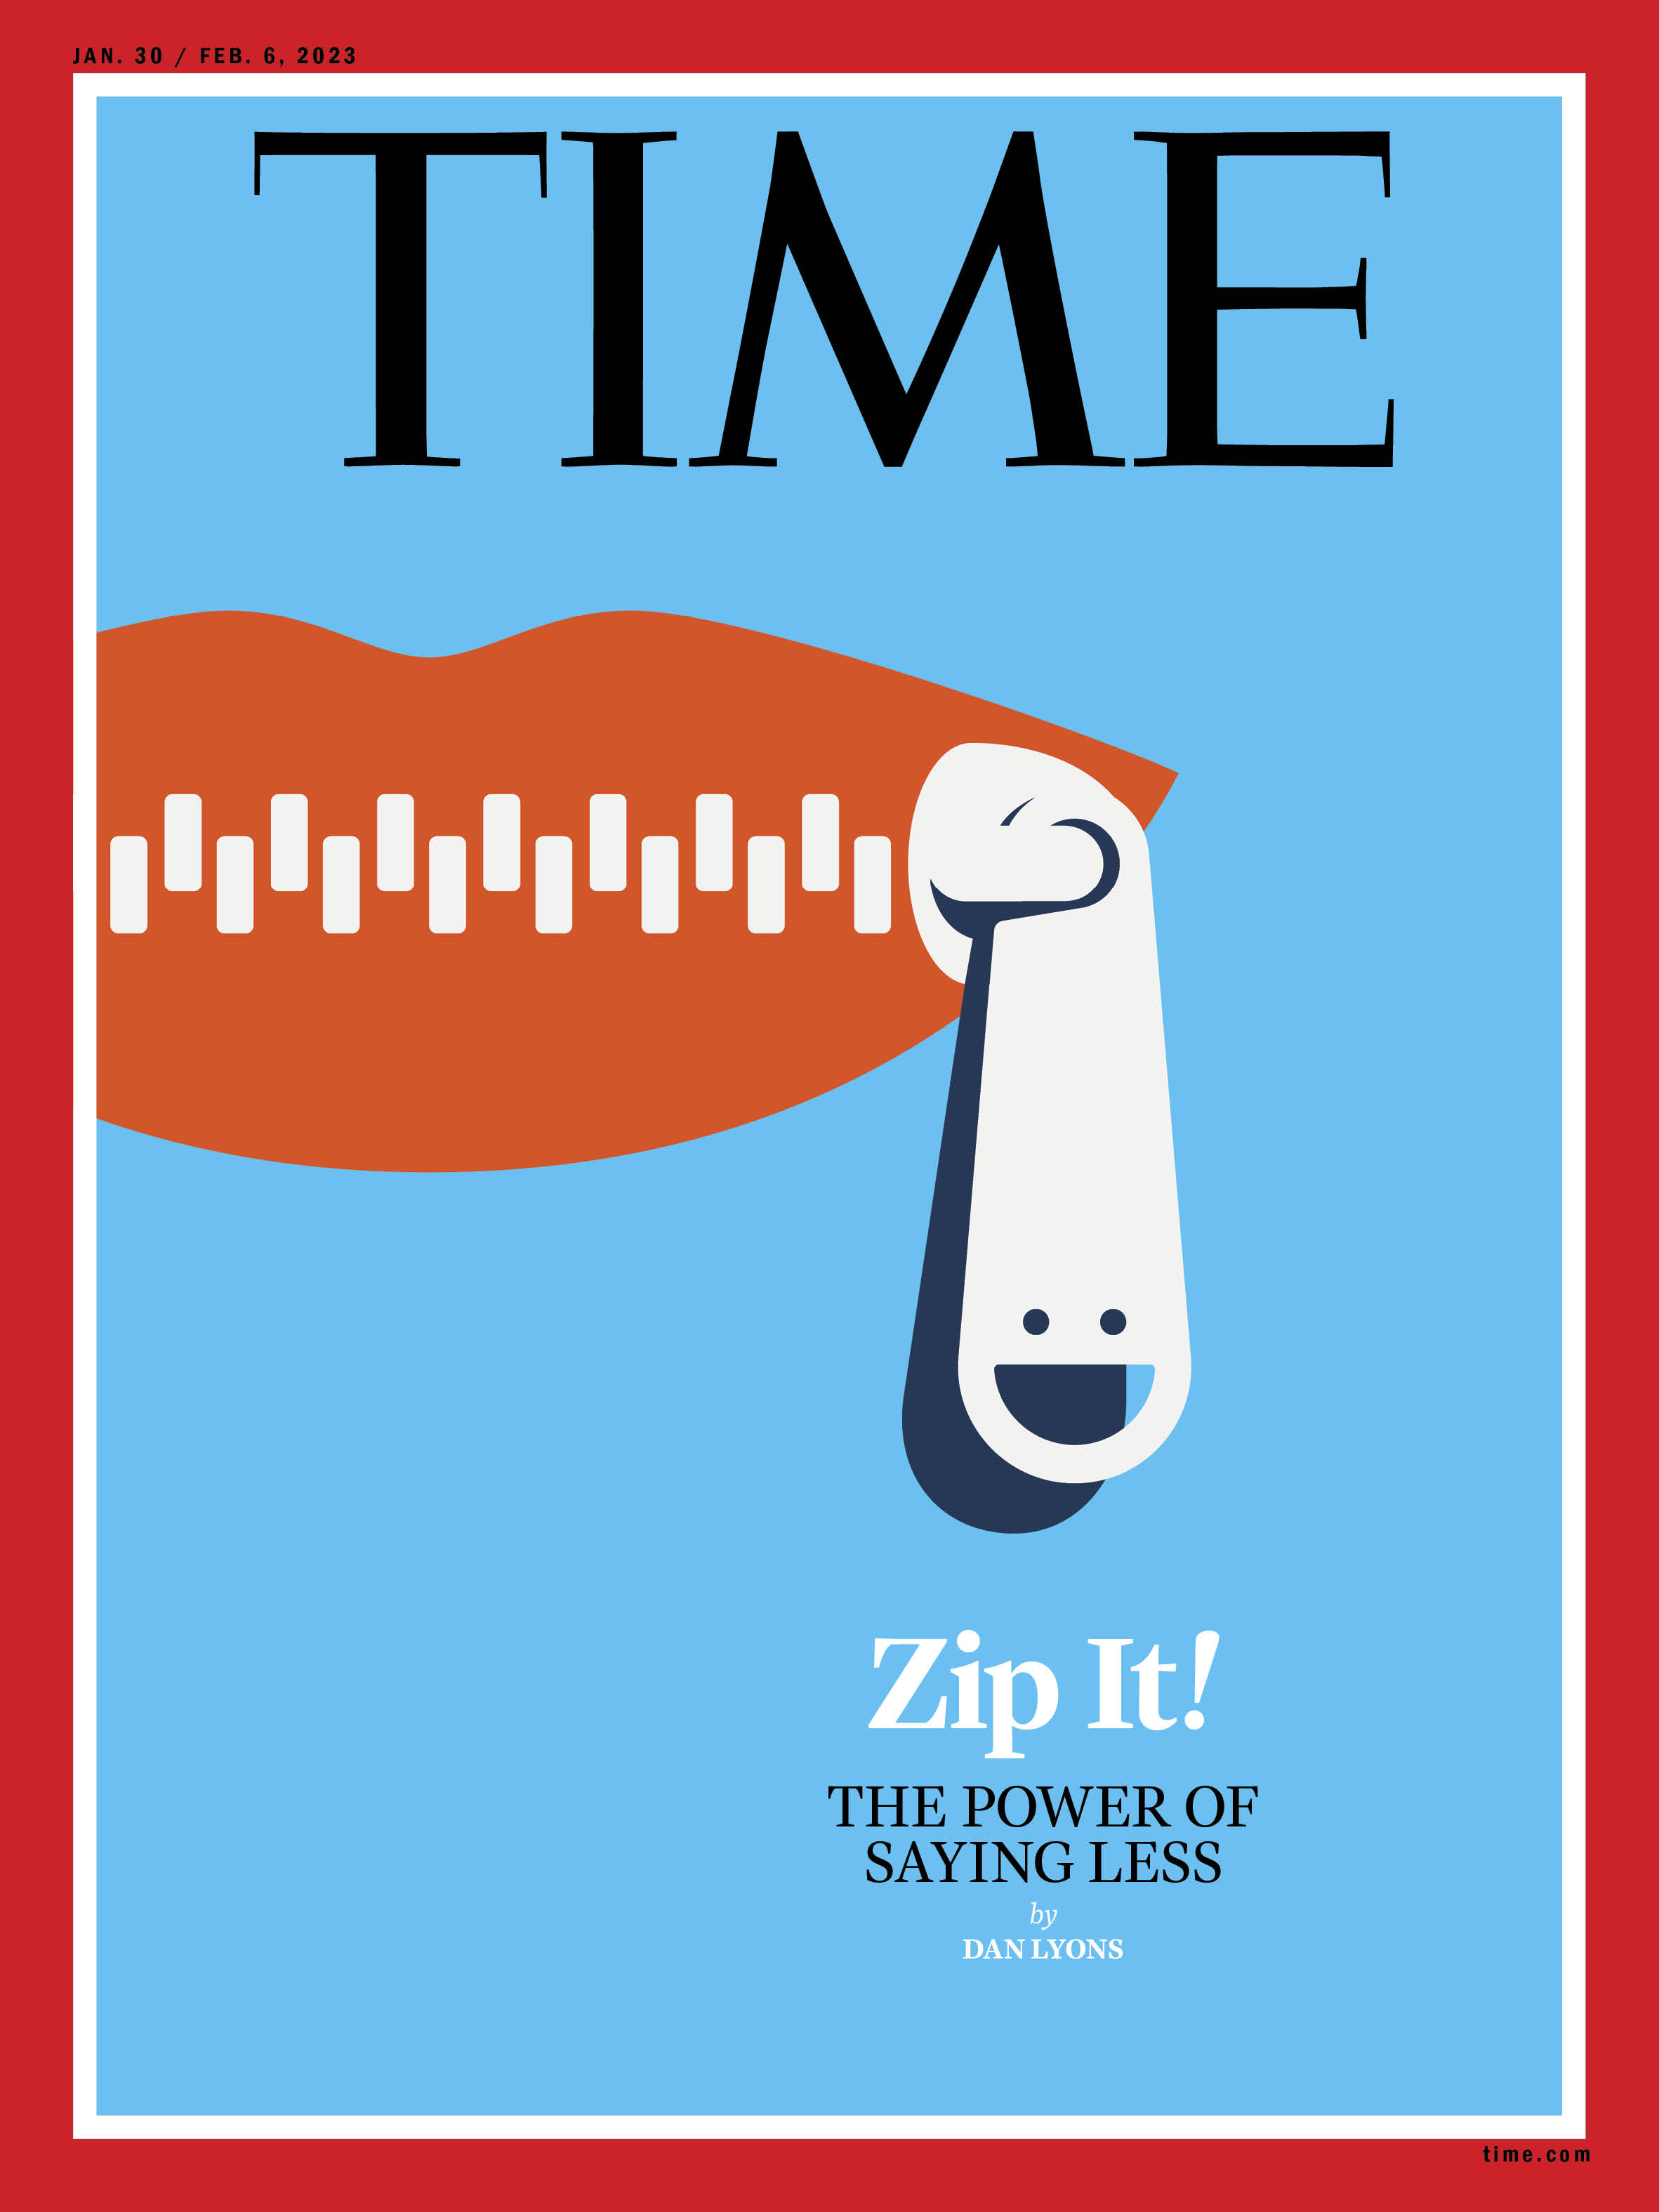 JAN. 30 / FEB. 6, 2023
TIME
Zip It!
THE POWER OF
SAYING LESS
by
DAN LYONS
time.com